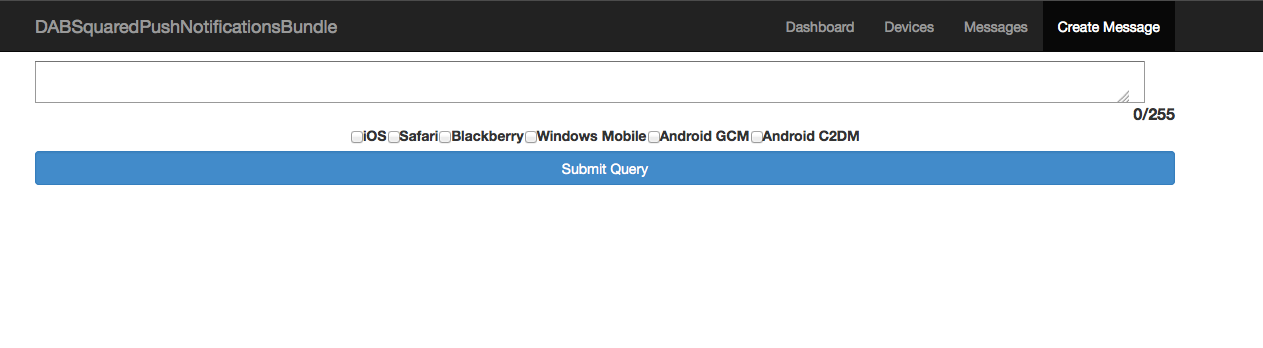 DABSquaredPushNotificationsBundle Dashboard Devices Messages Create Message
0/255
iOS Safari Blackberry Windows Mobile Android GCM Android C2DM
Submit Query